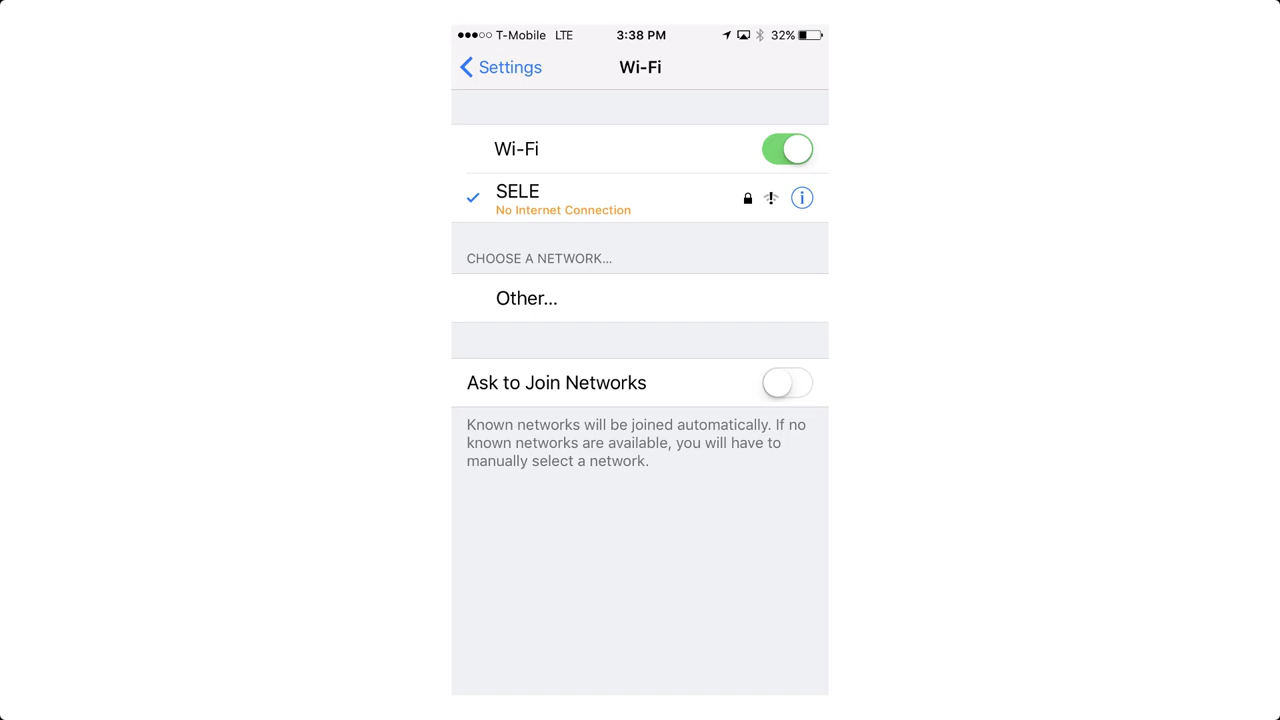 T-Mobile LTE 3:38 PM 32%
Settings Wi-Fi
Wi-Fi
SELE
No Internet Connection
CHOOSE A NETWORK...
Other...
Ask to Join Networks
Known networks will be joined automatically. If no
known networks are available, you will have to
manually select a network.